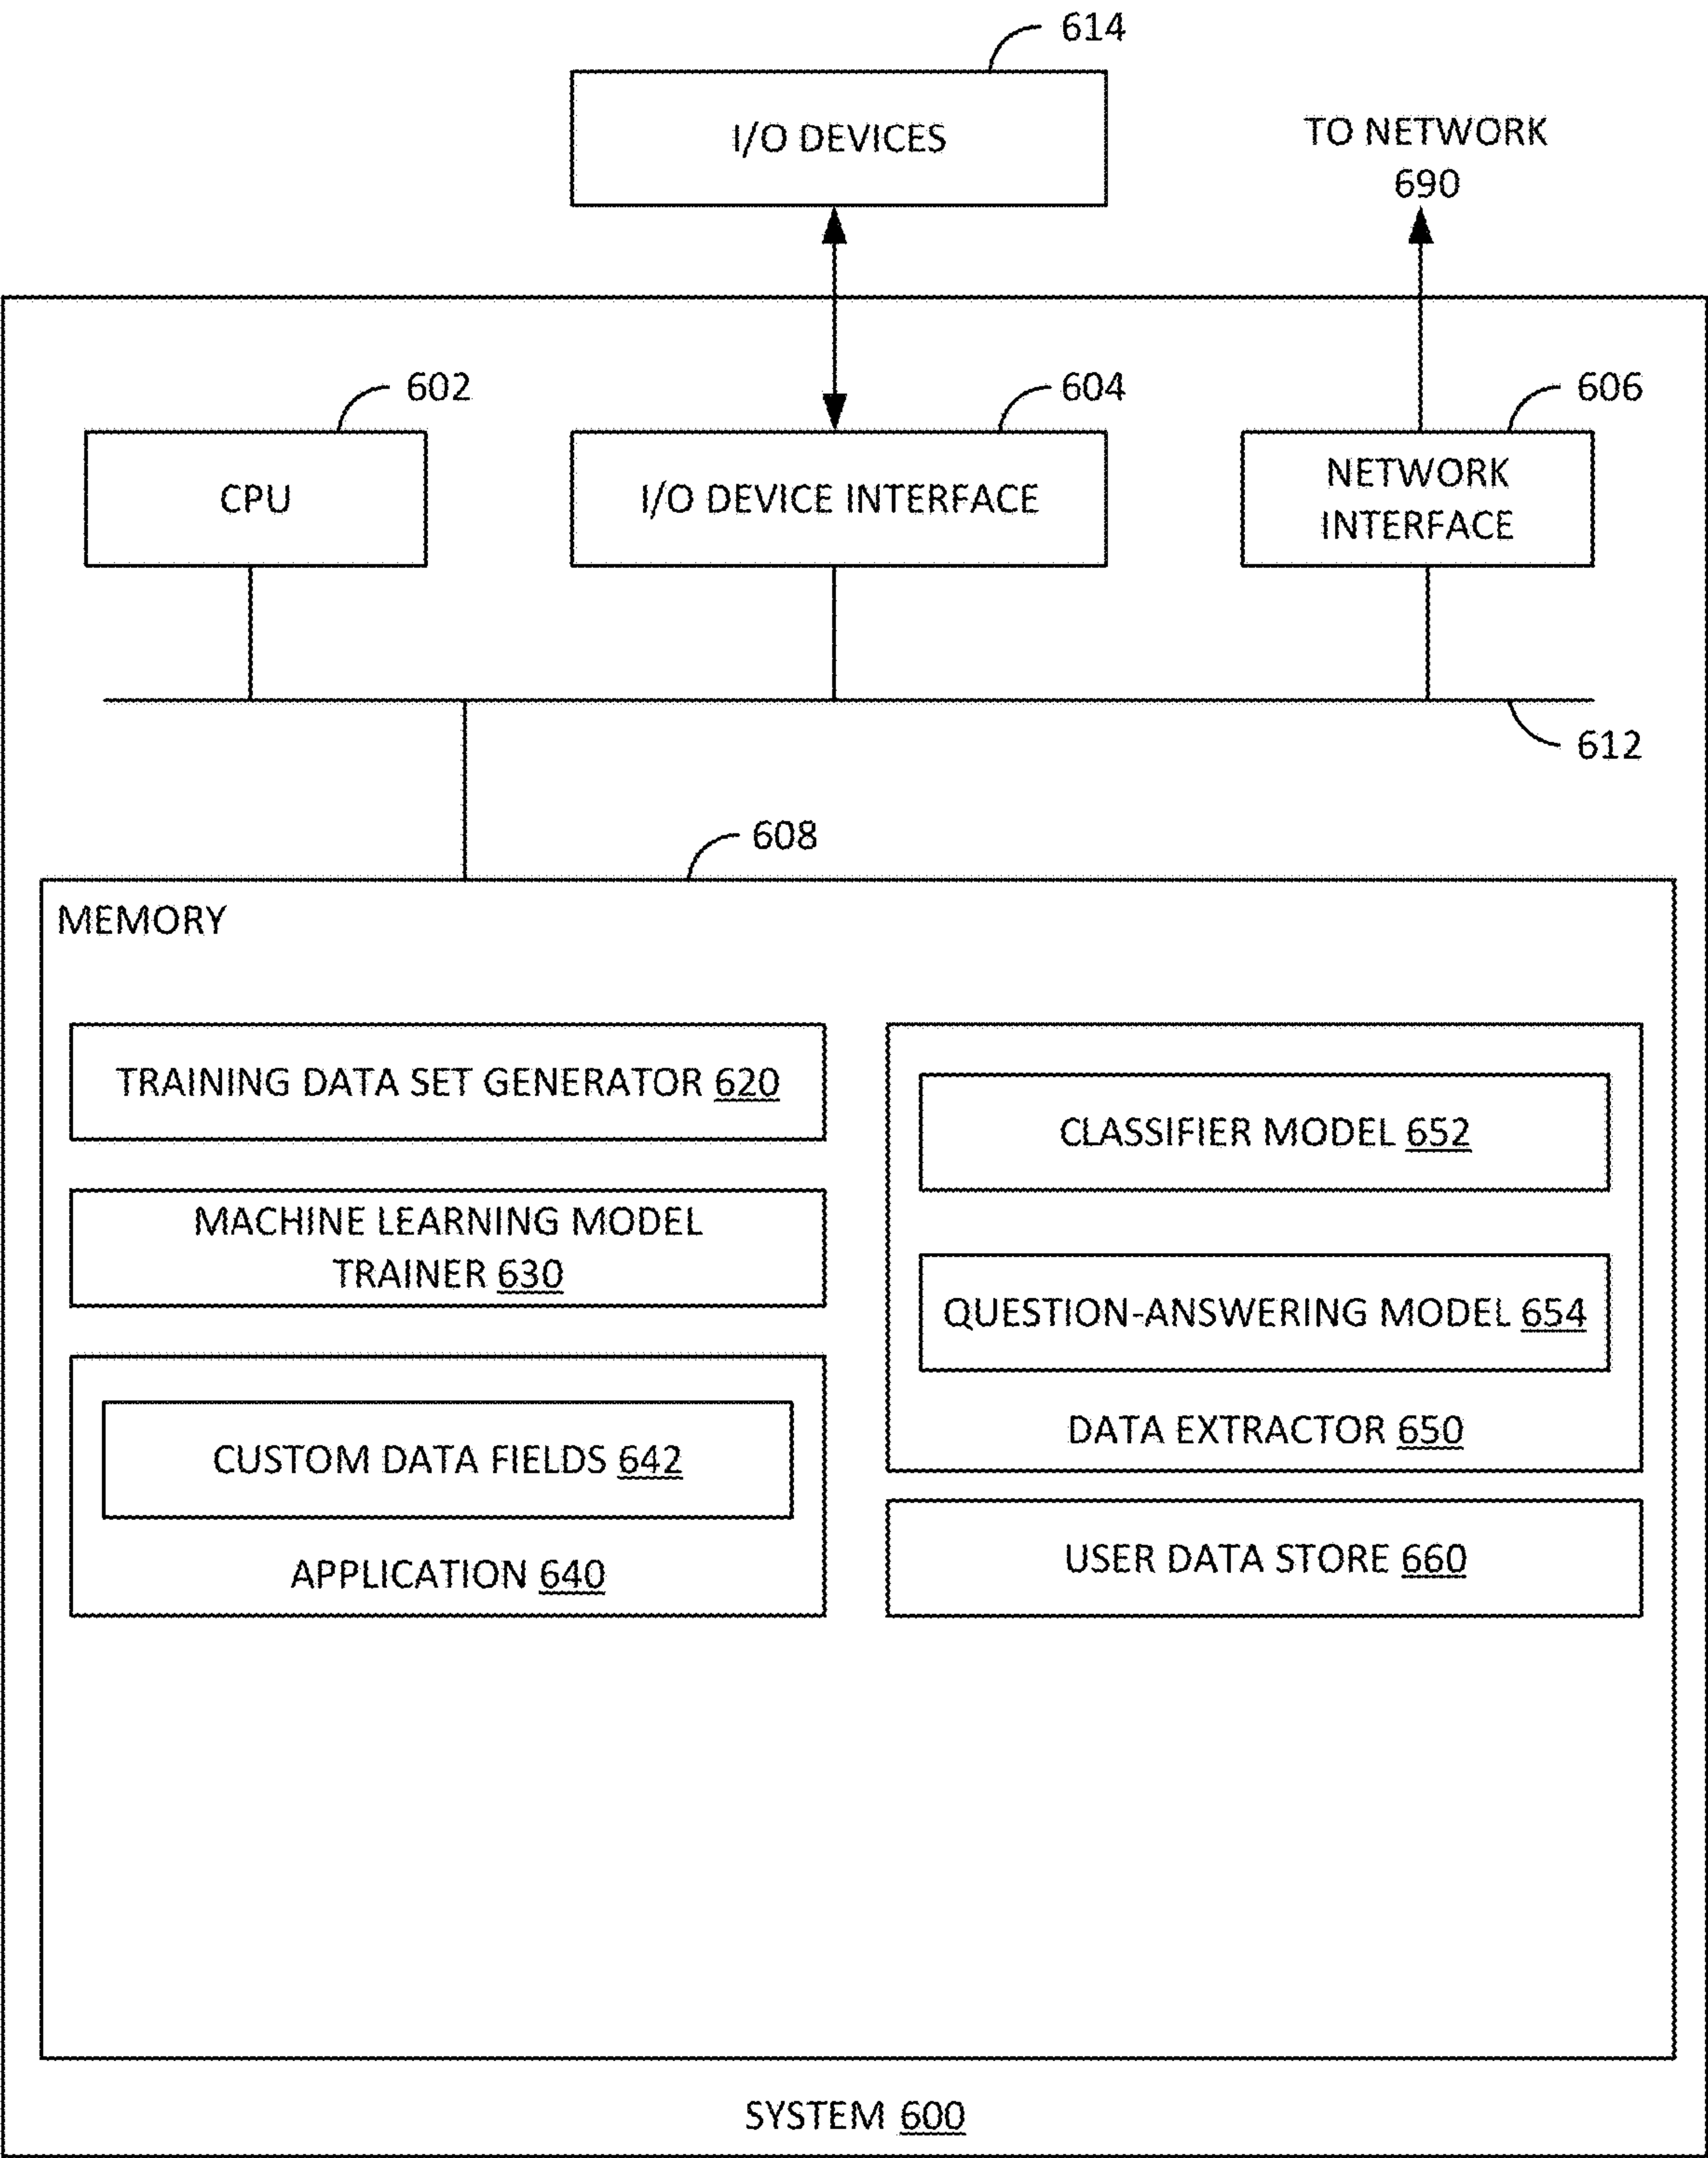 614
I/O DEVICES
TO NETWORK
690
602
604
606
CPU
I/O DEVICE INTERFACE
NETWORK
INTERFACE
612
608
MEMORY
TRAINING DATA SET GENERATOR 620
MACHINE LEARNING MODEL
TRAINER 630
CUSTOM DATA FIELDS 642
APPLICATION 640
CLASSIFIER MODEL 652
QUESTION-ANSWERING MODEL 654
DATA EXTRACTOR 650
USER DATA STORE 660
SYSTEM 600